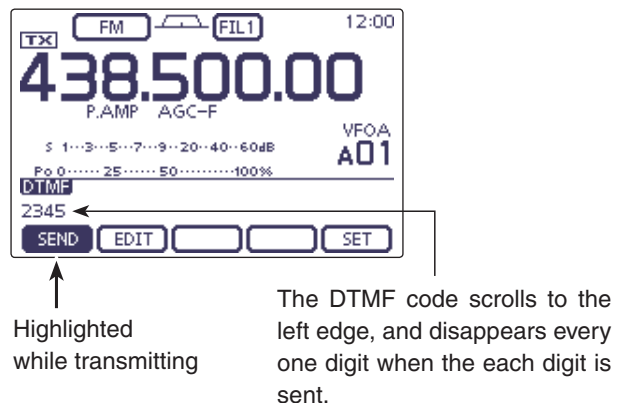 FM FIL1 12:00
TX
438.500.00
P.AMP AGC-F
VFOA
S 1···3···5···7···9··20··40··60dB
A01
Po 0······ 25 ······ 50 ··········100%
DTMF
2345
SEND EDIT SET
Highlighted
while transmitting
The DTMF code scrolls to the
left edge, and disappears every
one digit when the each digit is
sent.